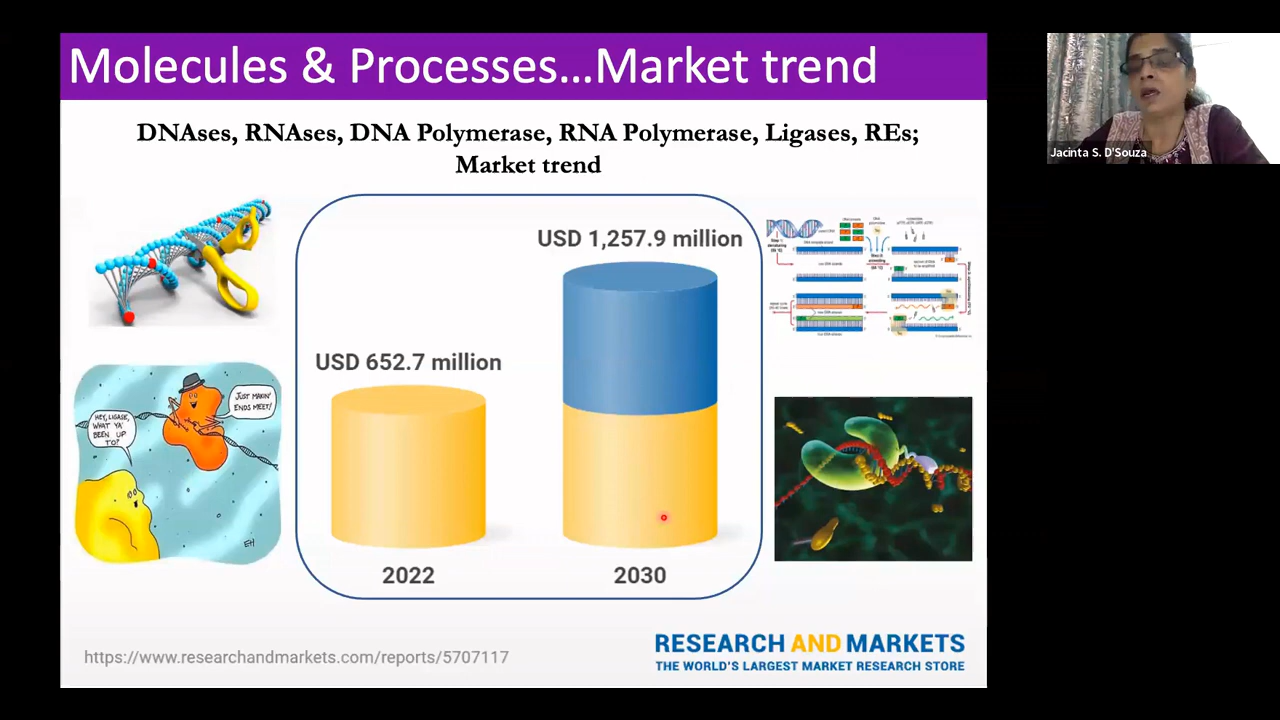 Molecules & Processes...Market trend
DNAses, RNAses, DNA Polymerase, RNA Polymerase, Ligases, REs;
Market trend
USD 1,257.9 million
USD 652.7 million
JUST MAKIN'
ENDS MEET!
HEY, LIGASE,
WHAT YA'
BEEN UP
TO?
EH
2022
2030
https://www.researchandmarkets.com/reports/5707117
RESEARCH AND MARKETS
THE WORLD'S LARGEST MARKET RESEARCH STORE
Jacinta S. D'Souza